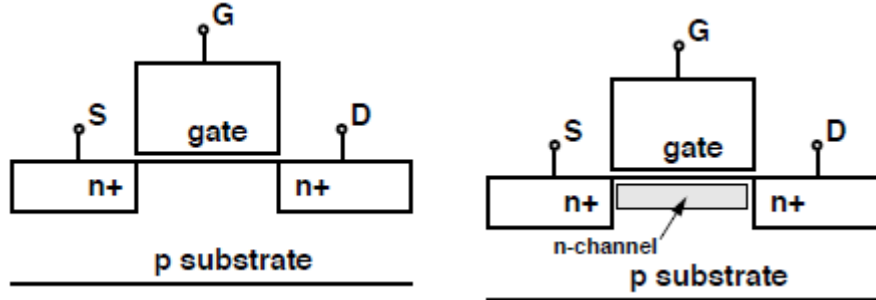 G
S
D
gate
n+
n+
p substrate
G
S
D
gate
n+
n+
n-channel
p substrate